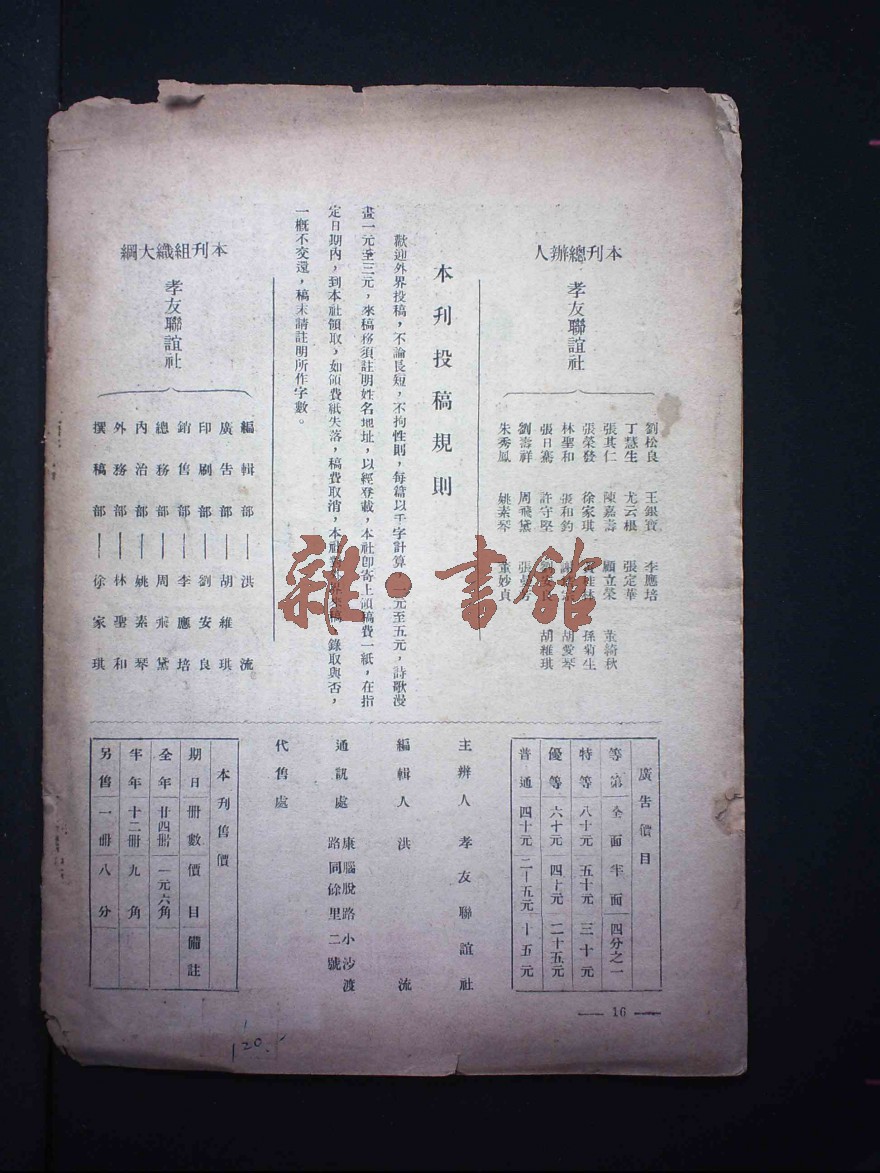 本刊總辦人
孝友聯誼社
劉松良 王銀寶 李應培
丁慧生 尤云根 張定華
張其仁 陳嘉壽 顧立榮 葉綺秋
張榮發 徐家琪 孫菊生
林聖和 張和鈞 胡愛琴
張日騫 許守堅 胡維琪
劉壽祥 周飛黛
朱秀鳳 姚素琴 董妙貞
本刊投稿規則
歡迎外界投稿，不論長短，不拘性則，每篇以千字計算，一元至五元，詩歌漫
畫一元至三元，來稿務須註明姓名地址，以經登載，本社卽寄上領稿費一紙，在指
定日期內，到本社領取，如領費紙失落，稿費取消，本社
錄取與否，
一概不交還，稿末請註明所作字數。
本刊組織大綱
孝友聯誼社
編輯部——洪流
廣告部——胡維琪
印刷部——劉安良
銷售部——李應培
總務部——周飛黛
內治部——姚素琴
外務部——林聖和
撰稿部——徐家琪
廣告價目
等第 全面 半面 四分之一
特等 八十元 五十元 三十元
優等 六十元 四十元 二十五元
普通 四十元 二十五元 十五元
主辦人 孝友聯誼社
編輯人 洪流
通訊處 康腦脫路小沙渡
路同餘里二號
代售處
本刊售價
期日 冊數 價目 備註
全年 廿四冊 一元六角
半年 十二冊 九角
另售 一冊 八分
— 16 —
120.
雜·書館